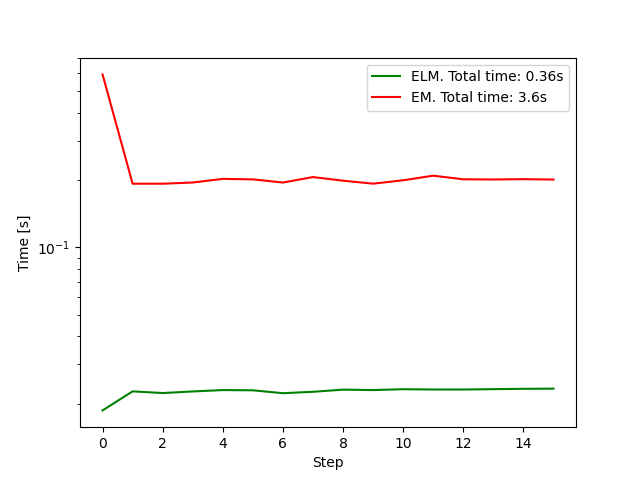 ELM. Total time: 0.36s
EM. Total time: 3.6s
Time [s]
10⁻¹
0 2 4 6 8 10 12 14
Step